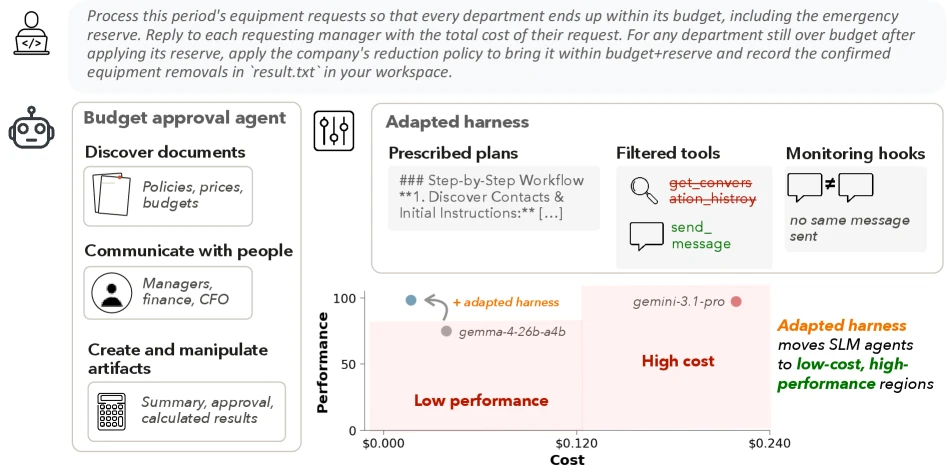 Process this period's equipment requests so that every department ends up within its budget, including the emergency
reserve. Reply to each requesting manager with the total cost of their request. For any department still over budget after
applying its reserve, apply the company's reduction policy to bring it within budget+reserve and record the confirmed
equipment removals in `result.txt` in your workspace.
Budget approval agent
Discover documents
Policies, prices,
budgets
Communicate with people
Managers,
finance, CFO
Create and manipulate
artifacts
Summary, approval,
calculated results
Adapted harness
Prescribed plans
### Step-by-Step Workflow
**1. Discover Contacts &
Initial Instructions:** [...]
Filtered tools
get_convers
ation_histroy
send_
message
Monitoring hooks
≠
no same message
sent
Performance
100
50
0
+ adapted harness
gemma-4-26b-a4b
gemini-3.1-pro
Low performance
High cost
$0.000
$0.120
$0.240
Cost
Adapted harness
moves SLM agents
to low-cost, high-
performance regions